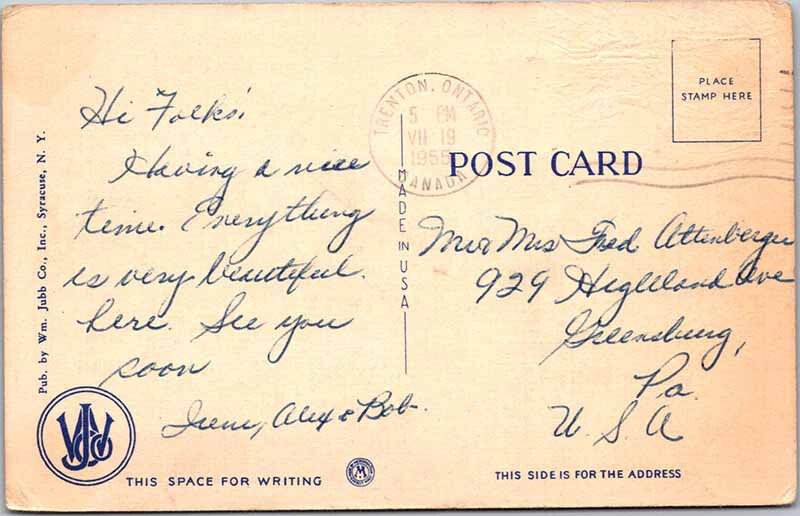 Hi Folks!
Having a nice
time. Everything
is very beautiful
here. See you
soon
Irene, Alex & Bob.
THIS SPACE FOR WRITING
Pub. by Wm. Jubb Co., Inc., Syracuse, N. Y.
WJCO
TRENTON, ONTARIO
5 PM
VII 19
1955
CANADA
MADE IN USA
POST CARD
PLACE
STAMP HERE
Mr & Mrs Fred Attenberger
929 Highland Ave
Greensburg,
Pa.
U. S. A
THIS SIDE IS FOR THE ADDRESS